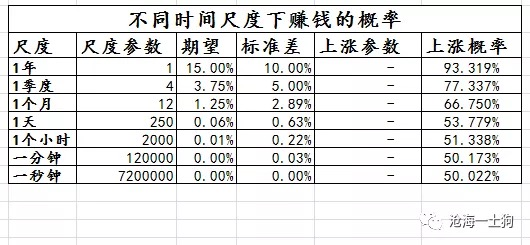 不同时间尺度下赚钱的概率
尺度 尺度参数 期望 标准差 上涨参数 上涨概率
1年 1 15.00% 10.00% - 93.319%
1季度 4 3.75% 5.00% - 77.337%
1个月 12 1.25% 2.89% - 66.750%
1天 250 0.06% 0.63% - 53.779%
1个小时 2000 0.01% 0.22% - 51.338%
一分钟 120000 0.00% 0.03% - 50.173%
一秒钟 7200000 0.00% 0.00% - 50.022%
沧海一土狗